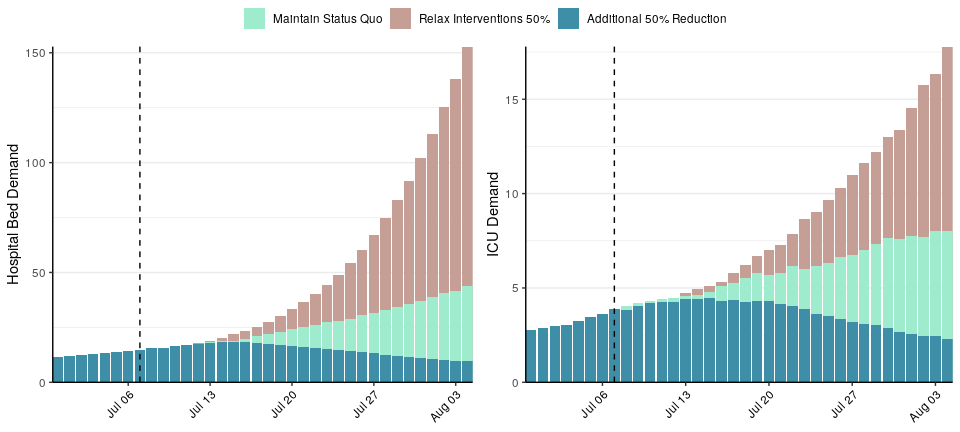 Maintain Status Quo Relax Interventions 50% Additional 50% Reduction
Hospital Bed Demand
150
100
50
0
Jul 06 Jul 13 Jul 20 Jul 27 Aug 03
ICU Demand
15
10
5
0
Jul 06 Jul 13 Jul 20 Jul 27 Aug 03